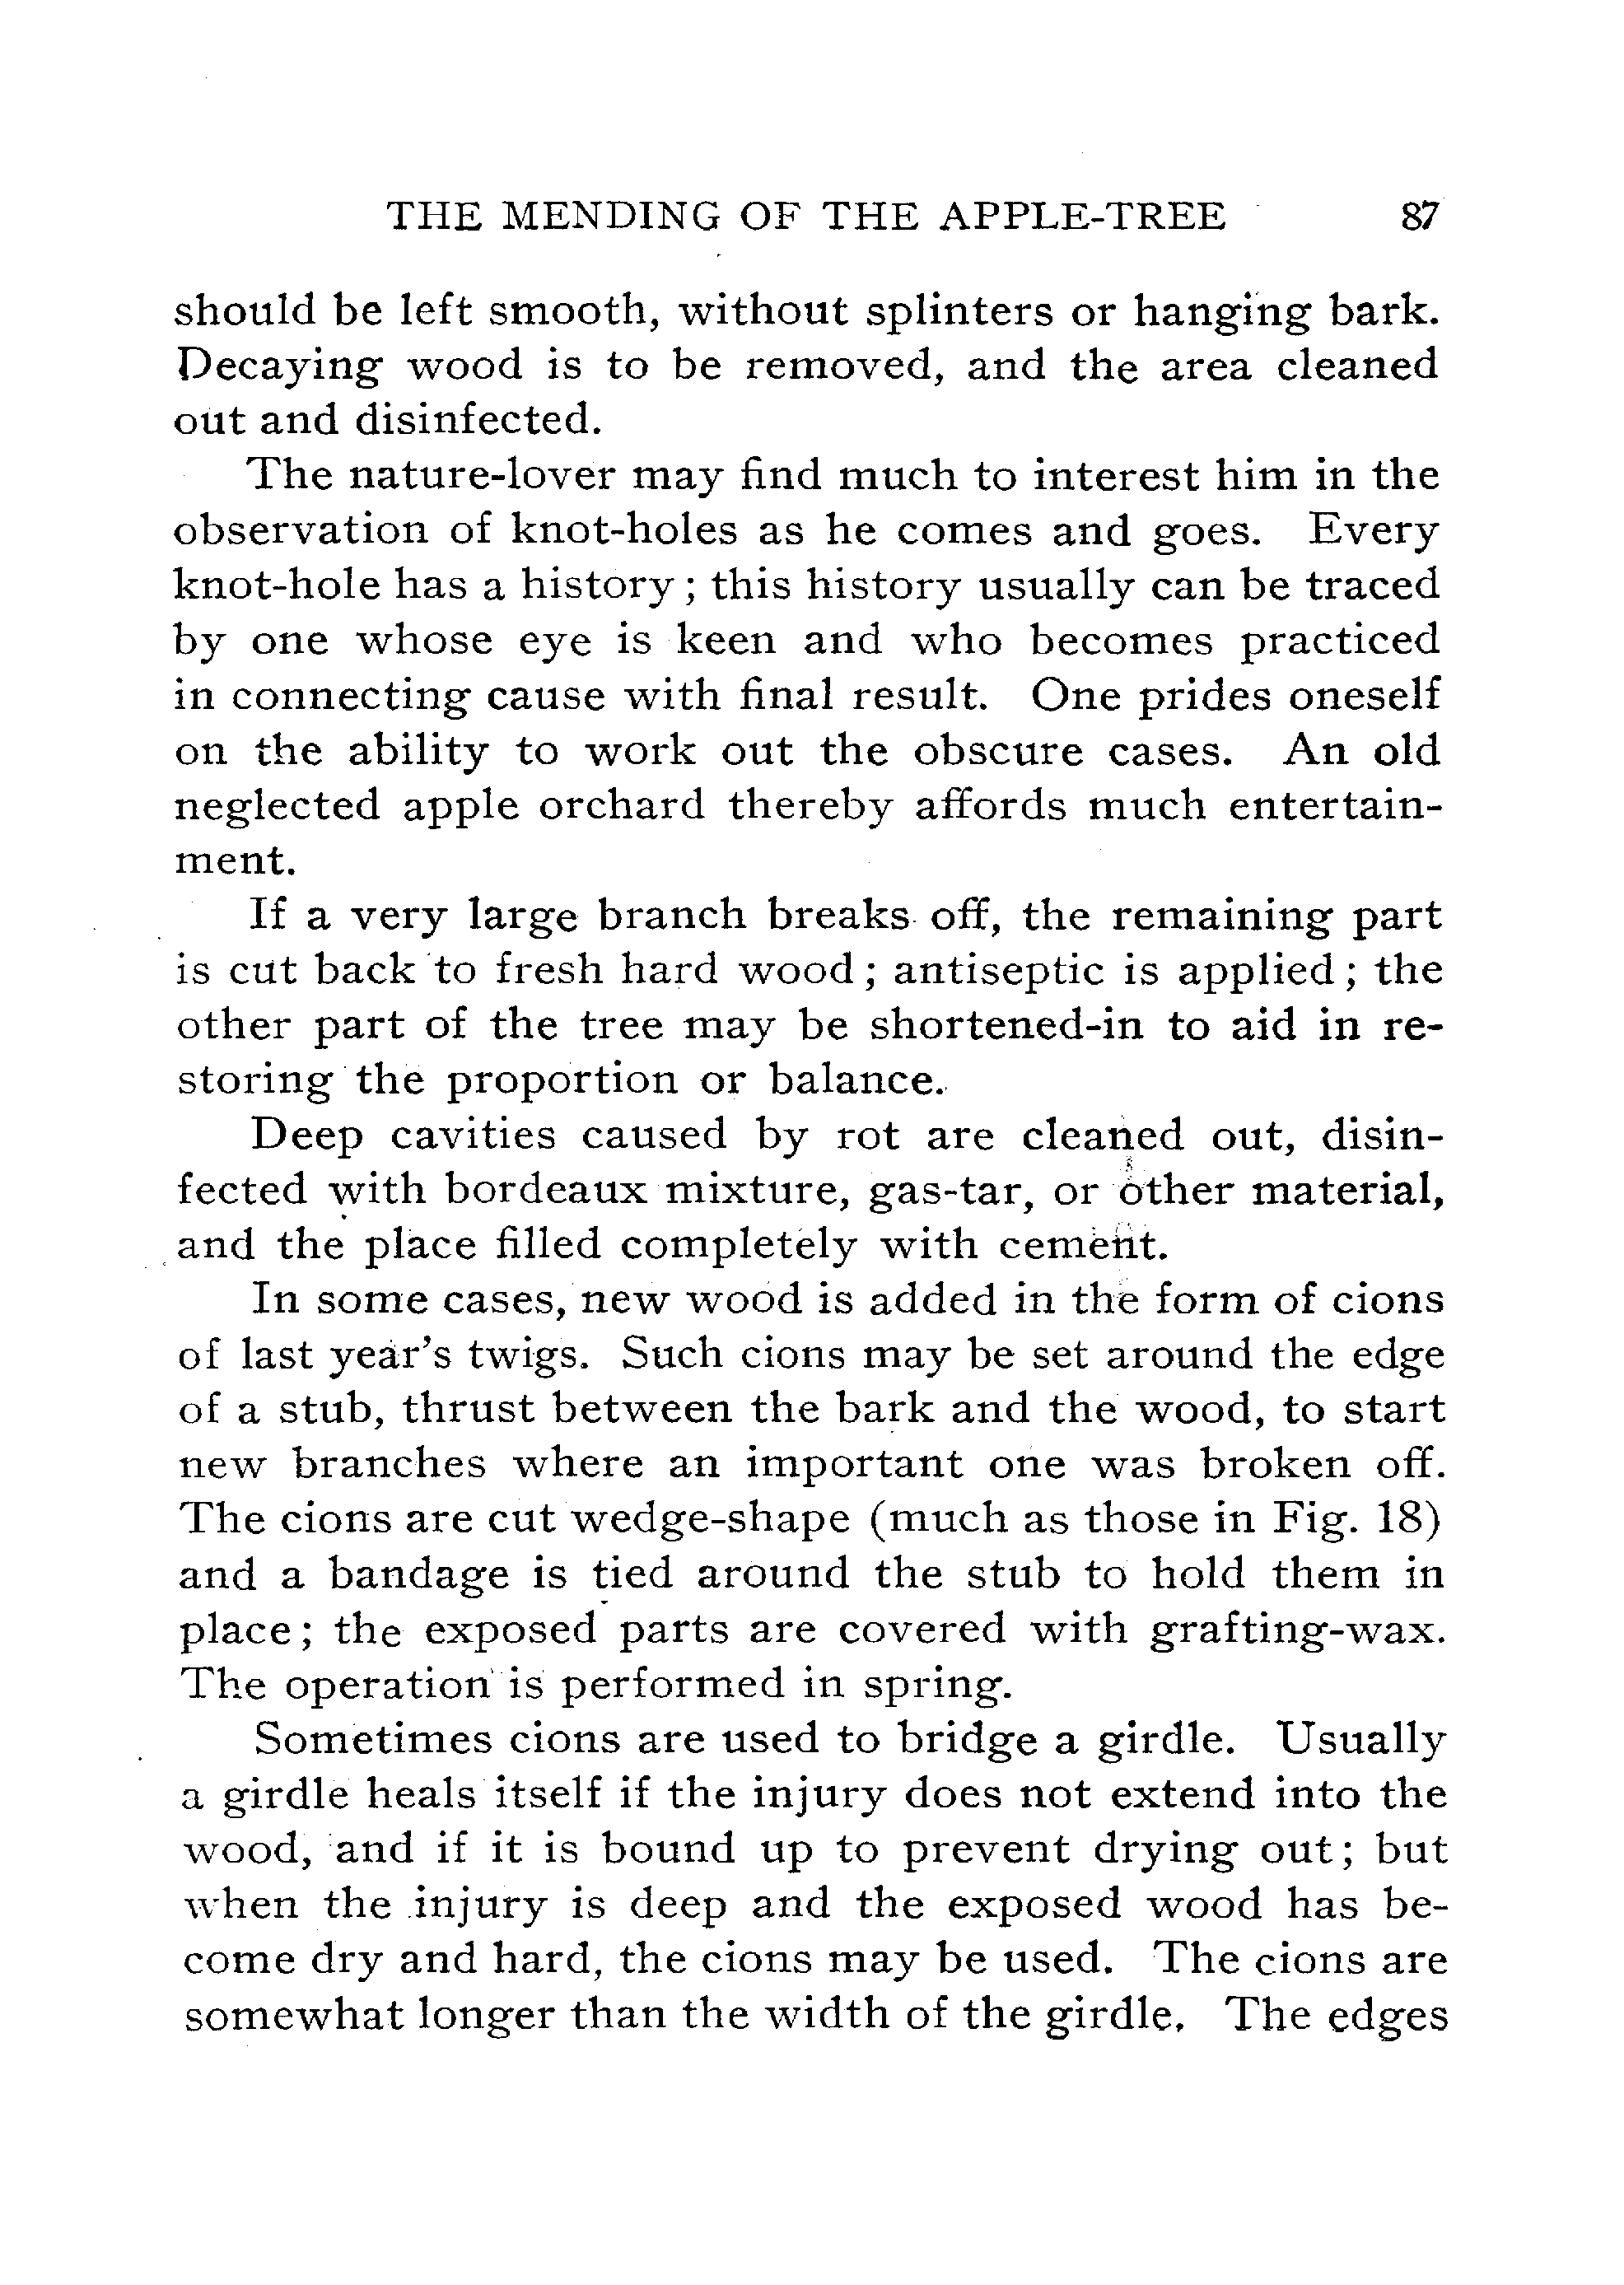 THE MENDING OF THE APPLE-TREE 87
should be left smooth, without splinters or hanging bark.
Decaying wood is to be removed, and the area cleaned
out and disinfected.
The nature-lover may find much to interest him in the
observation of knot-holes as he comes and goes. Every
knot-hole has a history; this history usually can be traced
by one whose eye is keen and who becomes practiced
in connecting cause with final result. One prides oneself
on the ability to work out the obscure cases. An old
neglected apple orchard thereby affords much entertain-
ment.
If a very large branch breaks off, the remaining part
is cut back to fresh hard wood; antiseptic is applied; the
other part of the tree may be shortened-in to aid in re-
storing the proportion or balance.
Deep cavities caused by rot are cleaned out, disin-
fected with bordeaux mixture, gas-tar, or other material,
and the place filled completely with cement.
In some cases, new wood is added in the form of cions
of last year's twigs. Such cions may be set around the edge
of a stub, thrust between the bark and the wood, to start
new branches where an important one was broken off.
The cions are cut wedge-shape (much as those in Fig. 18)
and a bandage is tied around the stub to hold them in
place; the exposed parts are covered with grafting-wax.
The operation is performed in spring.
Sometimes cions are used to bridge a girdle. Usually
a girdle heals itself if the injury does not extend into the
wood, and if it is bound up to prevent drying out; but
when the injury is deep and the exposed wood has be-
come dry and hard, the cions may be used. The cions are
somewhat longer than the width of the girdle. The edges